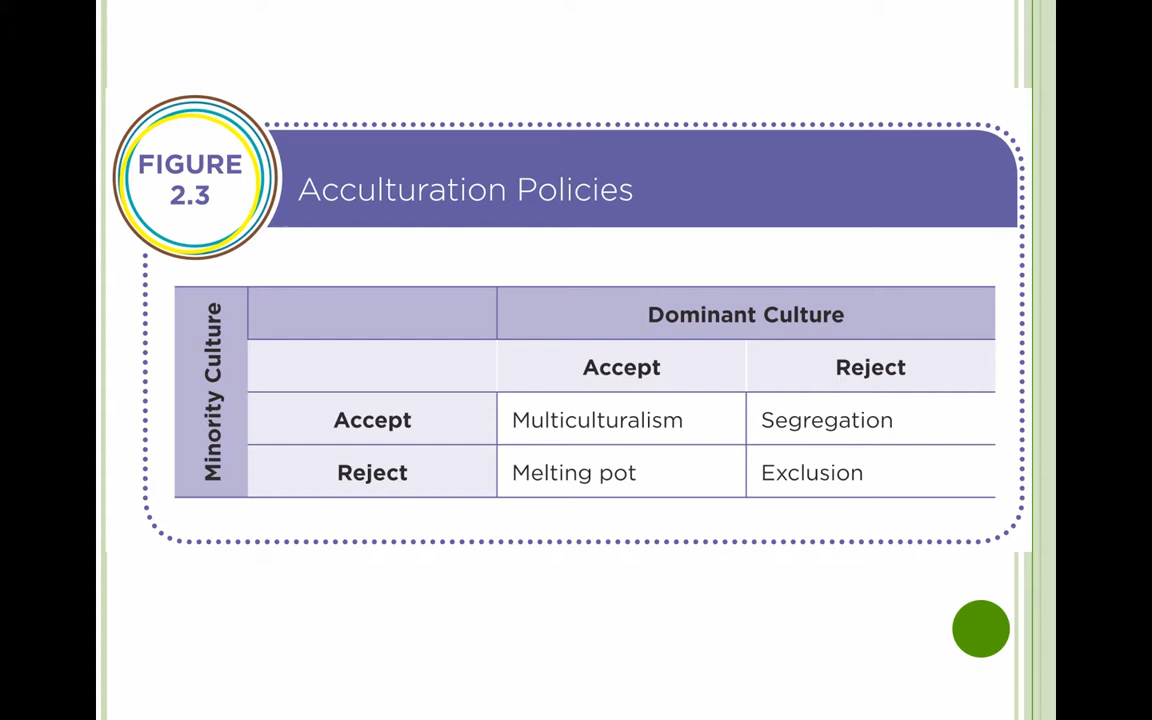 FIGURE
2.3
Acculturation Policies
Minority Culture
Dominant Culture
Accept Reject
Accept Multiculturalism Segregation
Reject Melting pot Exclusion